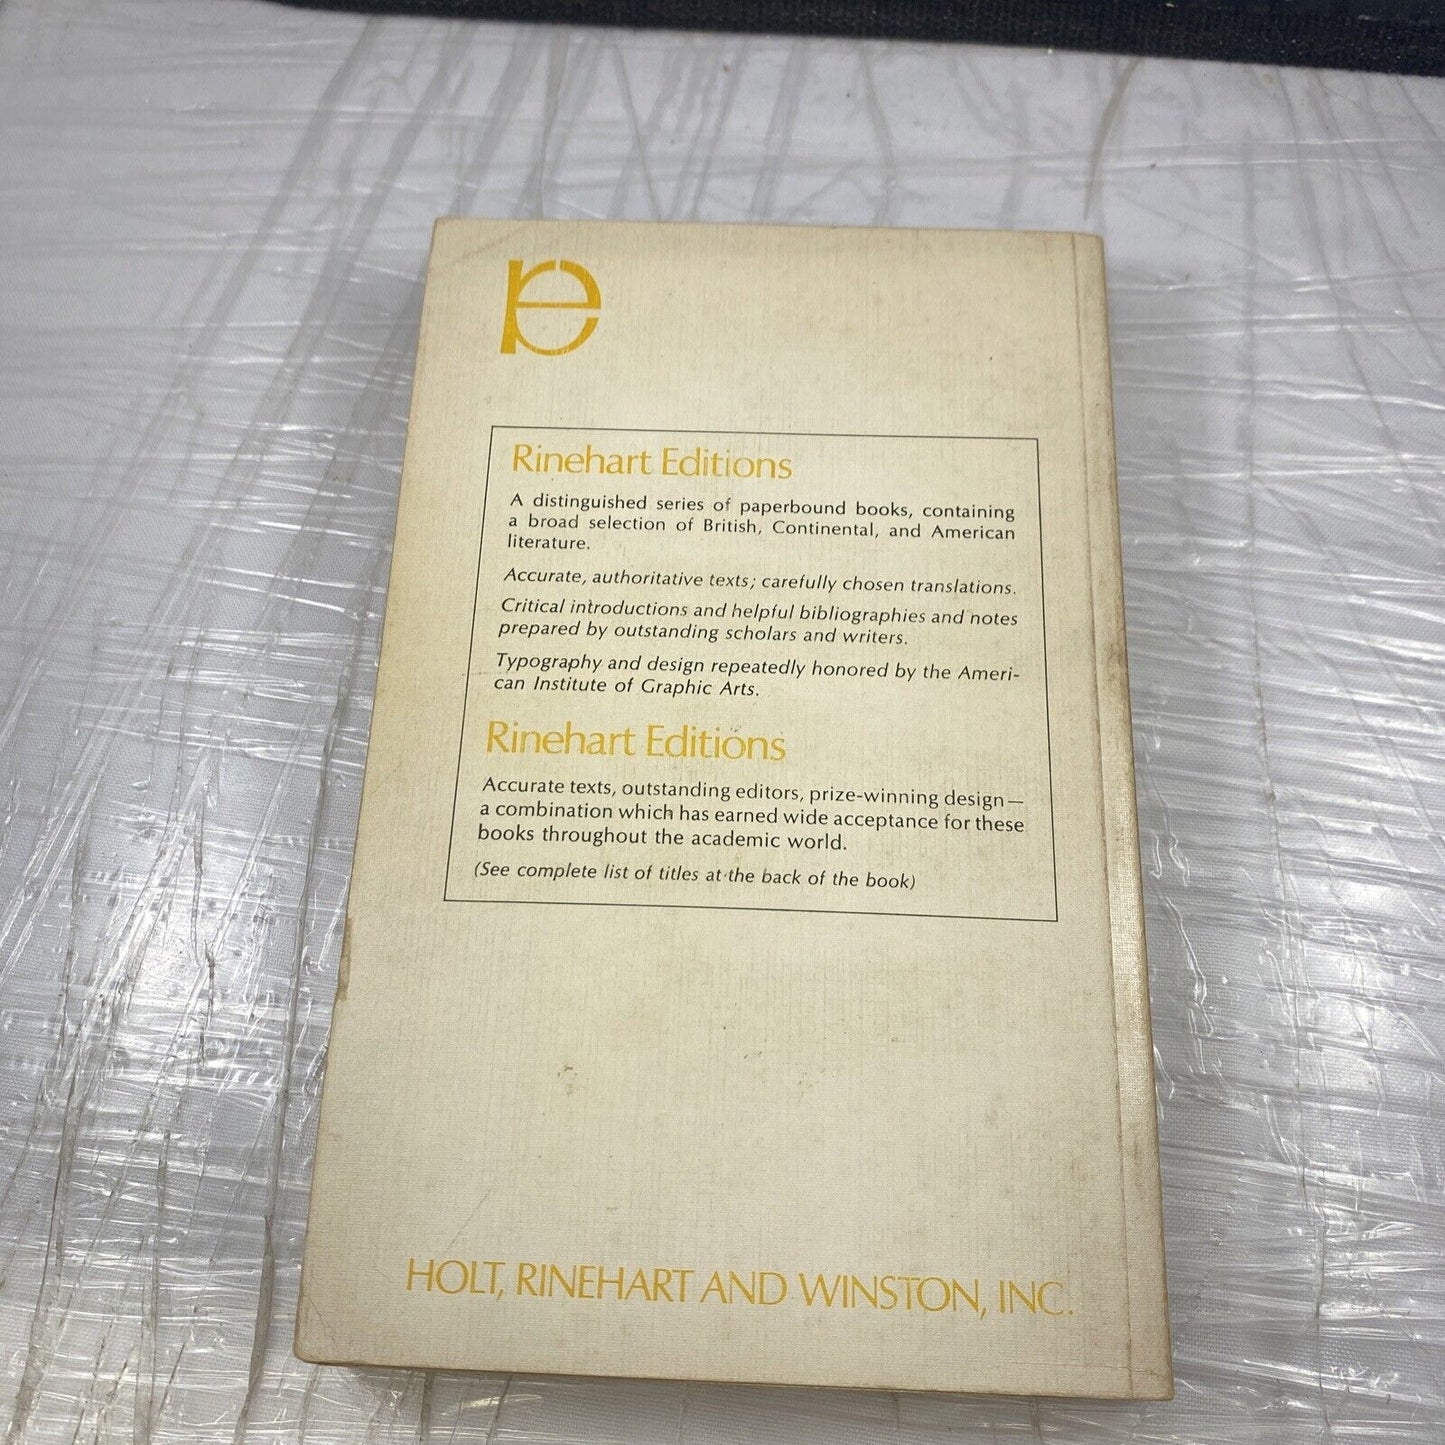 re
Rinehart Editions
A distinguished series of paperbound books, containing
a broad selection of British, Continental, and American
literature.
Accurate, authoritative texts; carefully chosen translations.
Critical introductions and helpful bibliographies and notes
prepared by outstanding scholars and writers.
Typography and design repeatedly honored by the Ameri-
can Institute of Graphic Arts.
Rinehart Editions
Accurate texts, outstanding editors, prize-winning design—
a combination which has earned wide acceptance for these
books throughout the academic world.
(See complete list of titles at the back of the book)
HOLT, RINEHART AND WINSTON, INC.